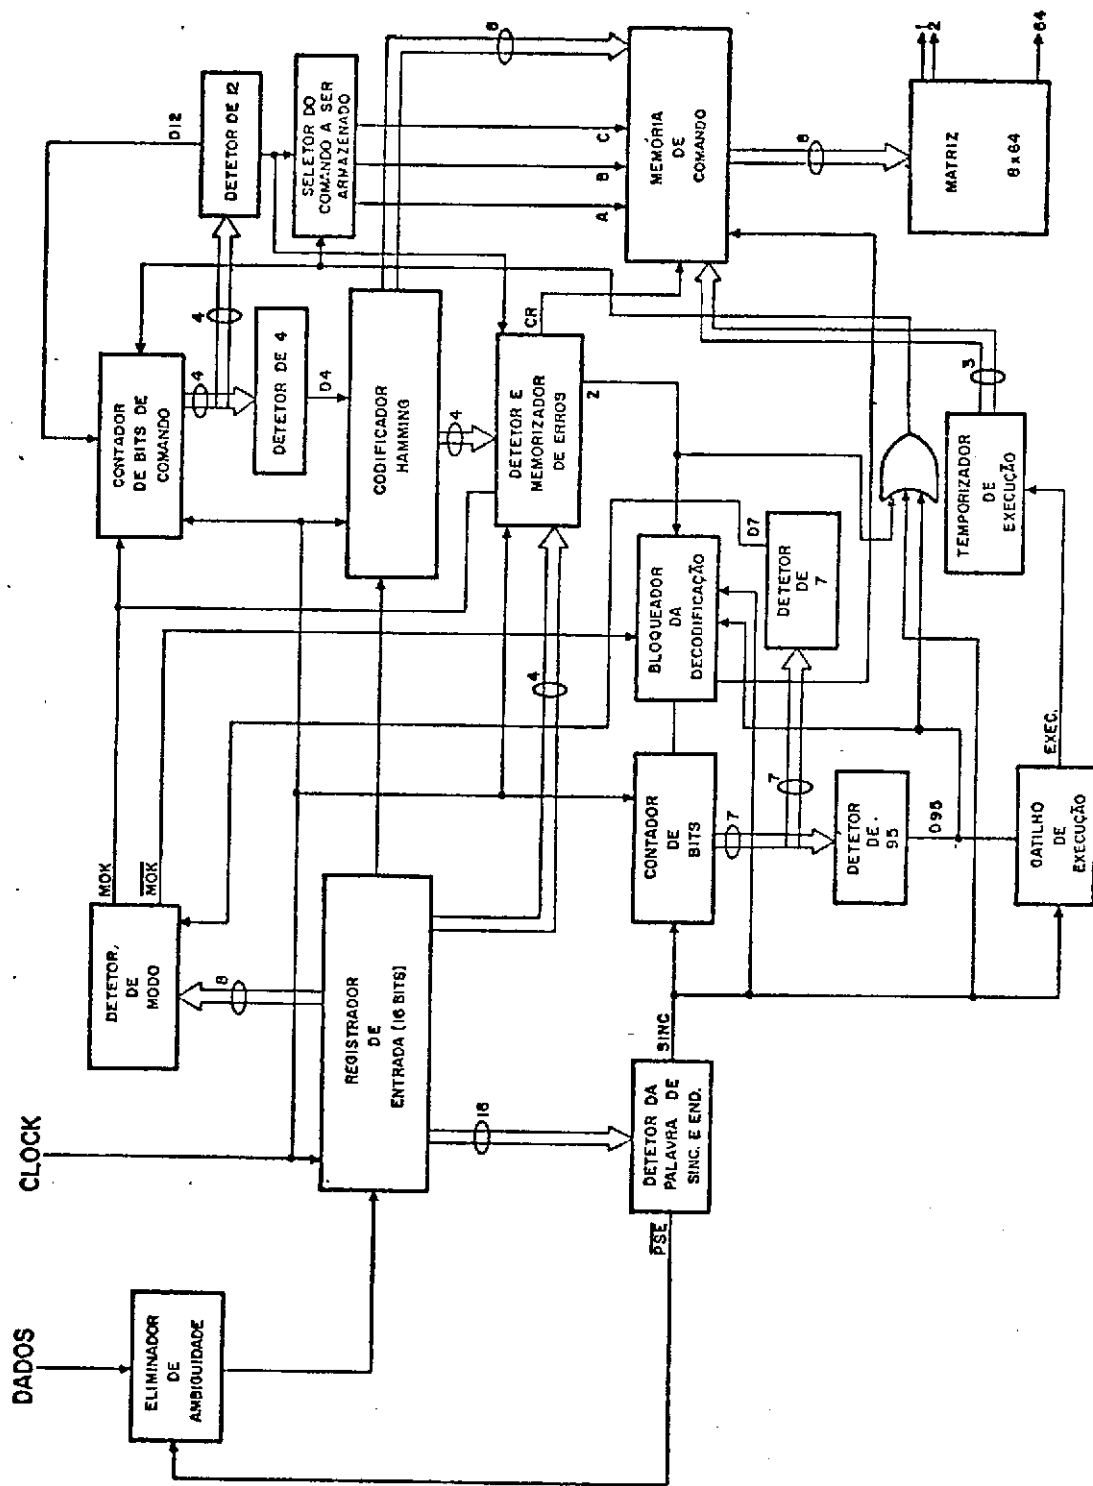 DADOS
CLOCK
ELIMINADOR
DE
AMBIGUIDADE
DETETOR,
DE
MODO
MOK
MOK
8
REGISTRADOR
DE
ENTRADA (16 BITS)
16
4
PSE
DETETOR DA
PALAVRA DE
SINC. E END.
SINC
CONTADOR
DE BITS DE
COMANDO
4
4
D12
DETETOR DE 12
DETETOR DE 4
D4
SELETOR DO
COMANDO A SER
ARMAZENADO
A
B
C
CODIFICADOR
HAMMING
4
DETETOR E
MEMORIZADOR
DE ERROS
CR
2
MEMÓRIA
DE
COMANDO
8
MATRIZ
8x64
1
2
64
BLOQUEADOR
DA
DECODIFICAÇÃO
CONTADOR
DE
BITS
7
7
DETETOR
DE
7
D7
DETETOR
DE.
95
D95
GATILHO
DE
EXECUÇÃO
EXEC.
TEMPORIZADOR
DE
EXECUÇÃO
3